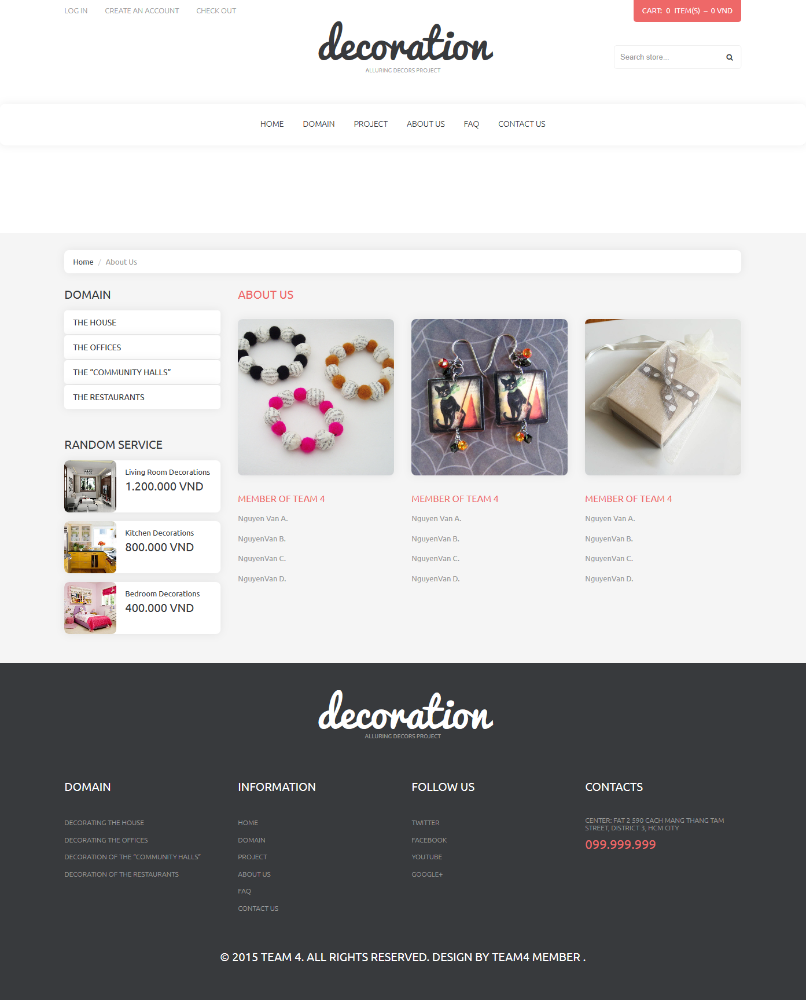 LOG IN
CREATE AN ACCOUNT
CHECK OUT
CART: 0 ITEM(S) – 0 VND
decoration
ALLURING DECORS PROJECT
Search store...
HOME
DOMAIN
PROJECT
ABOUT US
FAQ
CONTACT US
Home / About Us
DOMAIN
THE HOUSE
THE OFFICES
THE “COMMUNITY HALLS”
THE RESTAURANTS
RANDOM SERVICE
Living Room Decorations
1.200.000 VND
Kitchen Decorations
800.000 VND
Bedroom Decorations
400.000 VND
ABOUT US
MEMBER OF TEAM 4
Nguyen Van A.
NguyenVan B.
NguyenVan C.
NguyenVan D.
MEMBER OF TEAM 4
Nguyen Van A.
NguyenVan B.
NguyenVan C.
NguyenVan D.
MEMBER OF TEAM 4
Nguyen Van A.
NguyenVan B.
NguyenVan C.
NguyenVan D.
decoration
ALLURING DECORS PROJECT
DOMAIN
DECORATING THE HOUSE
DECORATING THE OFFICES
DECORATION OF THE “COMMUNITY HALLS”
DECORATION OF THE RESTAURANTS
INFORMATION
HOME
DOMAIN
PROJECT
ABOUT US
FAQ
CONTACT US
FOLLOW US
TWITTER
FACEBOOK
YOUTUBE
GOOGLE+
CONTACTS
CENTER: FAT 2 590 CACH MANG THANG TAM
STREET, DISTRICT 3, HCM CITY
099.999.999
© 2015 TEAM 4. ALL RIGHTS RESERVED. DESIGN BY TEAM4 MEMBER .